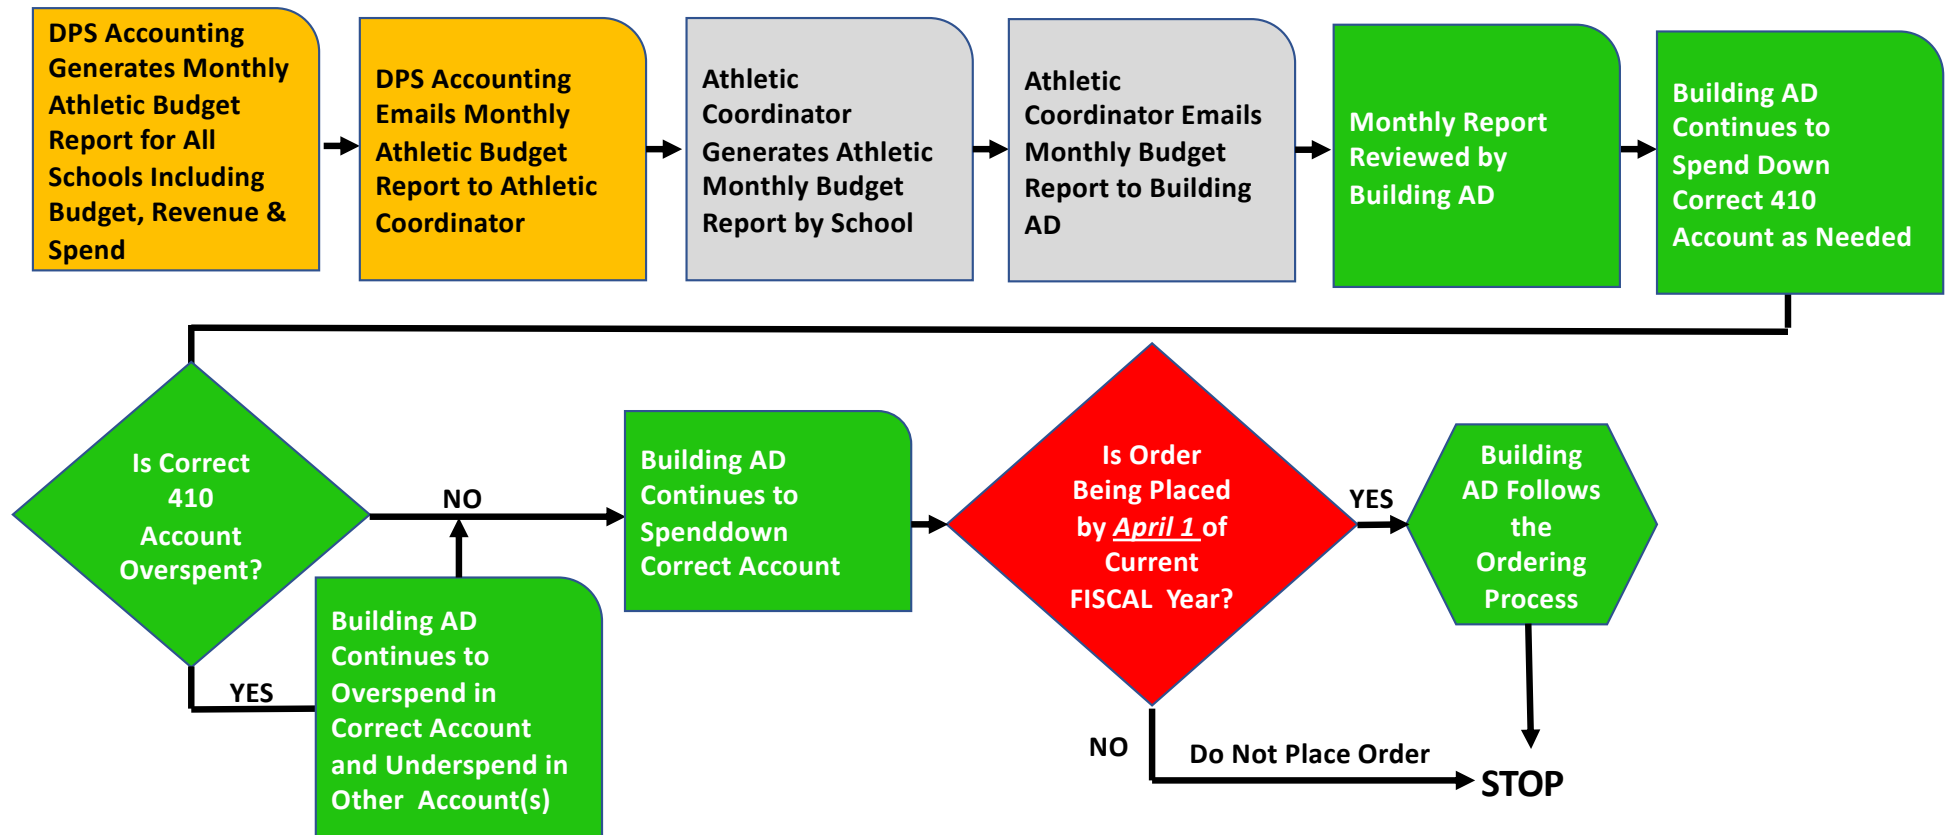 DPS Accounting
Generates Monthly
Athletic Budget
Report for All
Schools Including
Budget, Revenue &
Spend
DPS Accounting
Emails Monthly
Athletic Budget
Report to Athletic
Coordinator
Athletic
Coordinator
Generates Athletic
Monthly Budget
Report by School
Athletic
Coordinator Emails
Monthly Budget
Report to Building
AD
Monthly Report
Reviewed by
Building AD
Building AD
Continues to
Spend Down
Correct 410
Account as Needed
Is Correct
410
Account
Overspent?
NO
YES
Building AD
Continues to
Overspend in
Correct Account
and Underspend in
Other Account(s)
Building AD
Continues to
Spenddown
Correct Account
Is Order
Being Placed
by April 1 of
Current
FISCAL Year?
YES
Building
AD Follows
the
Ordering
Process
NO
Do Not Place Order
STOP